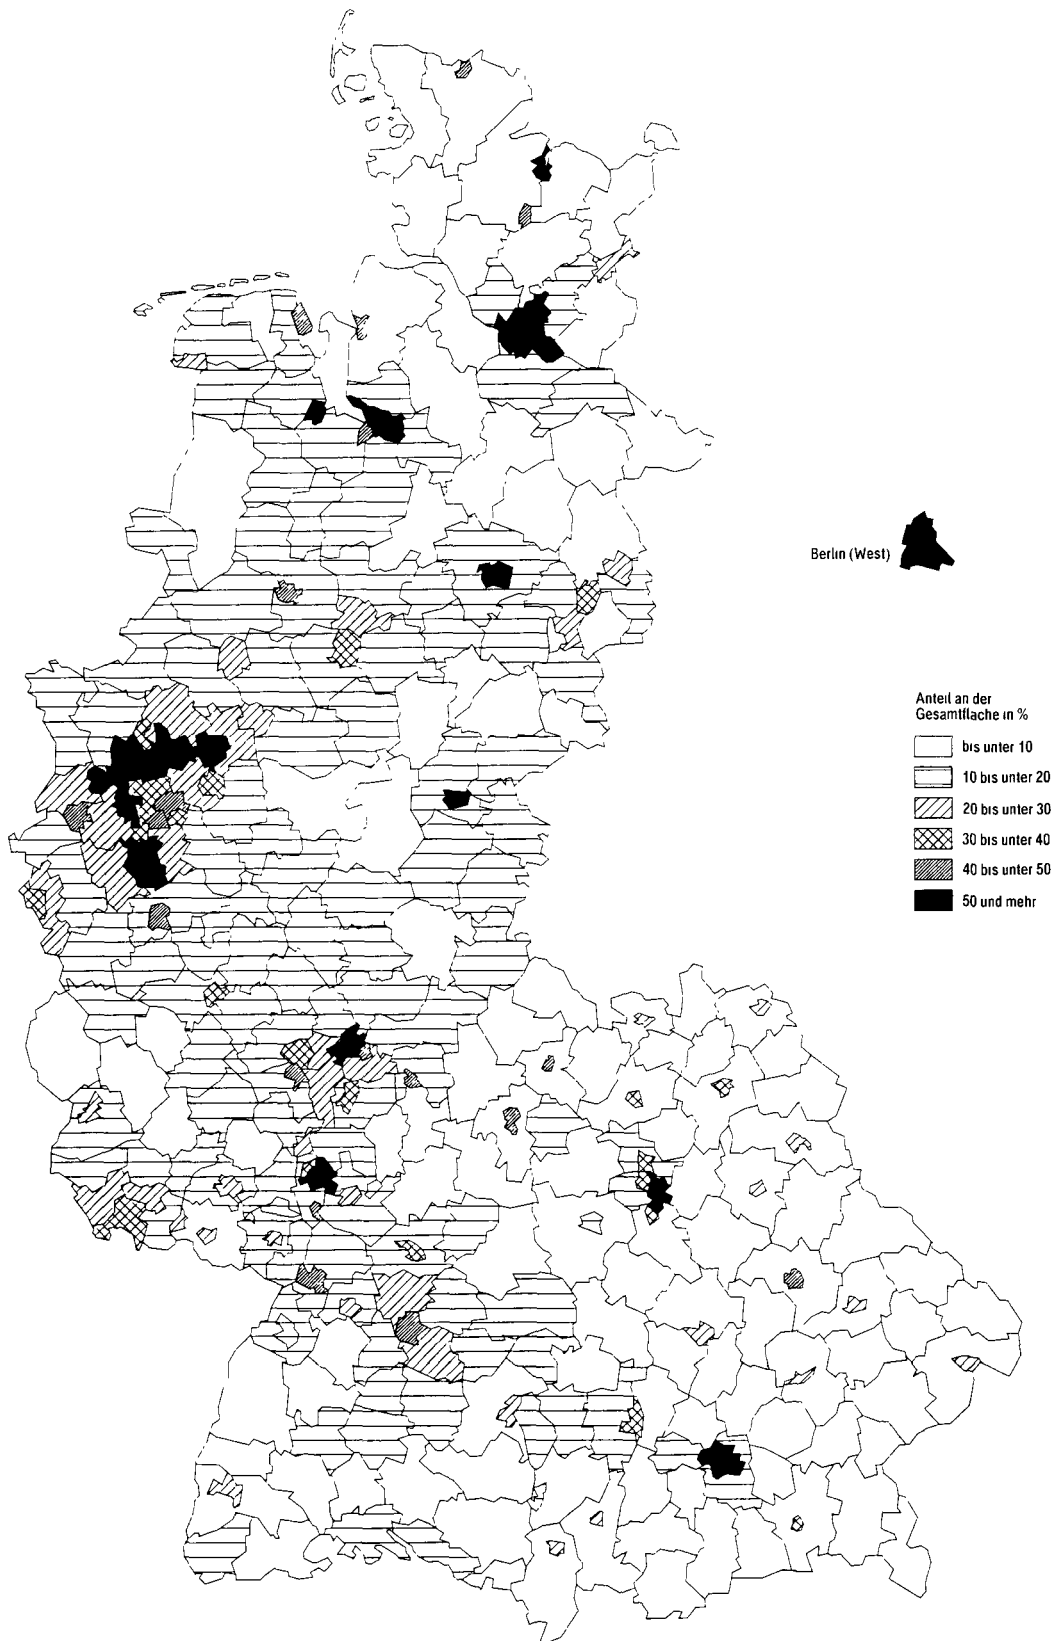 Berlin (West)
Anteil an der
Gesamtflache in %
bis unter 10
10 bis unter 20
20 bis unter 30
30 bis unter 40
40 bis unter 50
50 und mehr